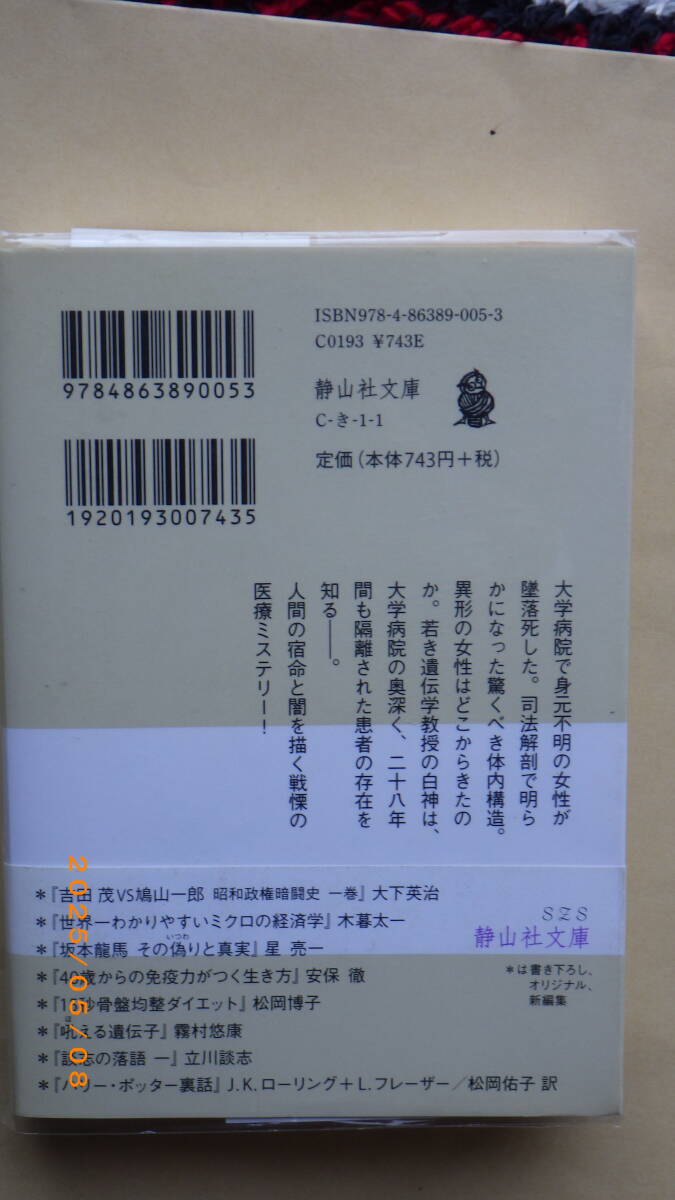 ISBN978-4-86389-005-3
C0193 ¥743E
9784863890053
静山社文庫
C-き-1-1
定価(本体743円+税)
1920193007435
大学病院で身元不明の女性が
墜落死した。司法解剖で明ら
かになった驚くべき体内構造。
異形の女性はどこからきたの
か。若き遺伝学教授の白神は、
大学病院の奥深く、二十八年
間も隔離された患者の存在を
知る――。
人間の宿命と闇を描く戦慄の
医療ミステリー!
*『吉田 茂VS鳩山一郎 昭和政権暗闘史 一巻』大下英治
*『世界一わかりやすいミクロの経済学』木暮太一
いつわ
*『坂本龍馬 その偽りと真実』星 亮一
*『40歳からの免疫力がつく生き方』安保 徹
*『13秒骨盤均整ダイエット』松岡博子
ほ
*『吼える遺伝子』霧村悠康
*『談志の落語 一』立川談志
*『ハリー・ポッター裏話』J.K.ローリング+L.フレーザー/松岡佑子 訳
SZS
静山社文庫
*は書き下ろし、
オリジナル、
新編集
2025/05/08